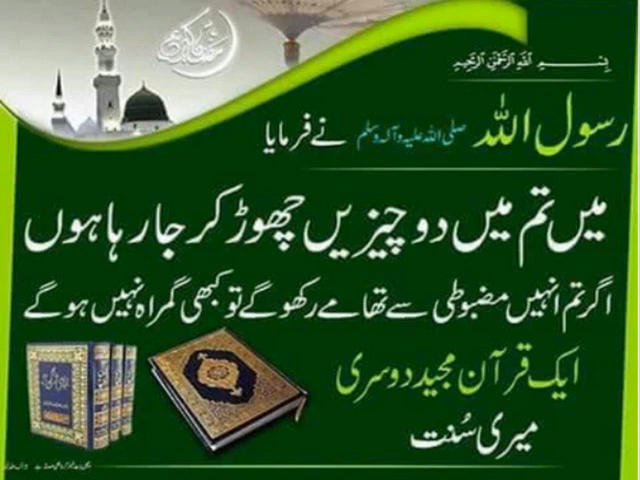 بِسْمِ اللهِ الرَّحْمٰنِ الرَّحِيْمِ
رسول اللہ صلی اللہ علیہ وآلہ وسلم نے فرمایا
میں تم میں دو چیزیں چھوڑ کر جا رہا ہوں
اگر تم انہیں مضبوطی سے تھامے رکھو گے تو کبھی گمراہ نہیں ہو گے
ایک قرآن مجید دوسری
میری سُنت